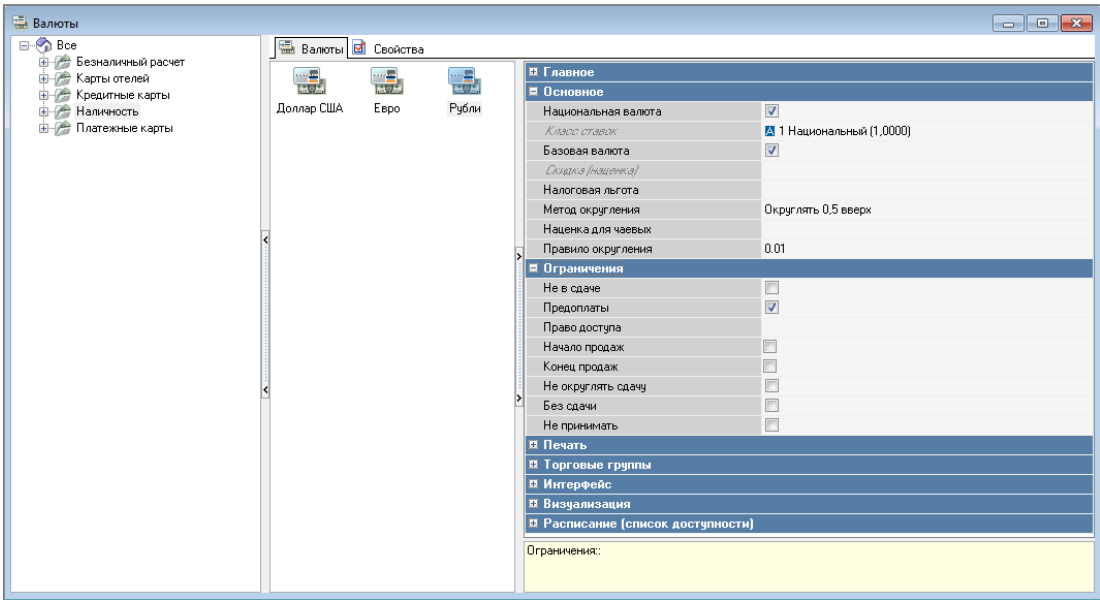 Валюты
Все
Безналичный расчет
Карты отелей
Кредитные карты
Наличность
Платежные карты
Валюты Свойства
Доллар США Евро Рубли
Главное
Основное
Национальная валюта
Класс ставок 1 Национальный (1,0000)
Базовая валюта
Скидка (наценка)
Налоговая льгота
Метод округления Округлять 0,5 вверх
Наценка для чаевых
Правило округления 0.01
Ограничения
Не в сдаче
Предоплаты
Право доступа
Начало продаж
Конец продаж
Не округлять сдачу
Без сдачи
Не принимать
Печать
Торговые группы
Интерфейс
Визуализация
Расписание (список доступности)
Ограничения::